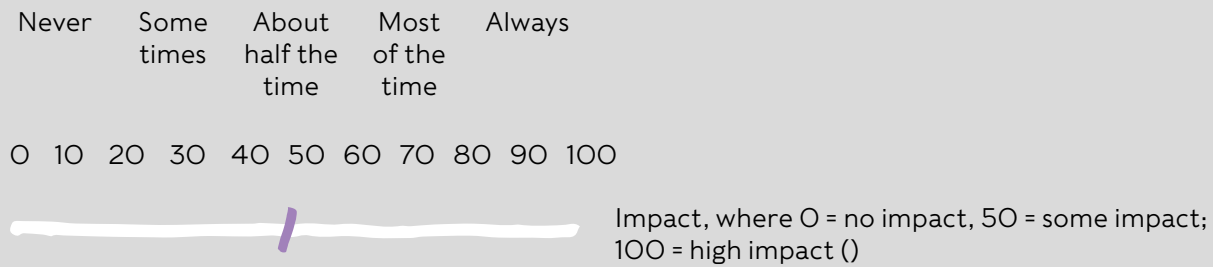 Never Some About Most Always
times half the of the
time time
0 10 20 30 40 50 60 70 80 90 100
Impact, where 0 = no impact, 50 = some impact;
100 = high impact ()